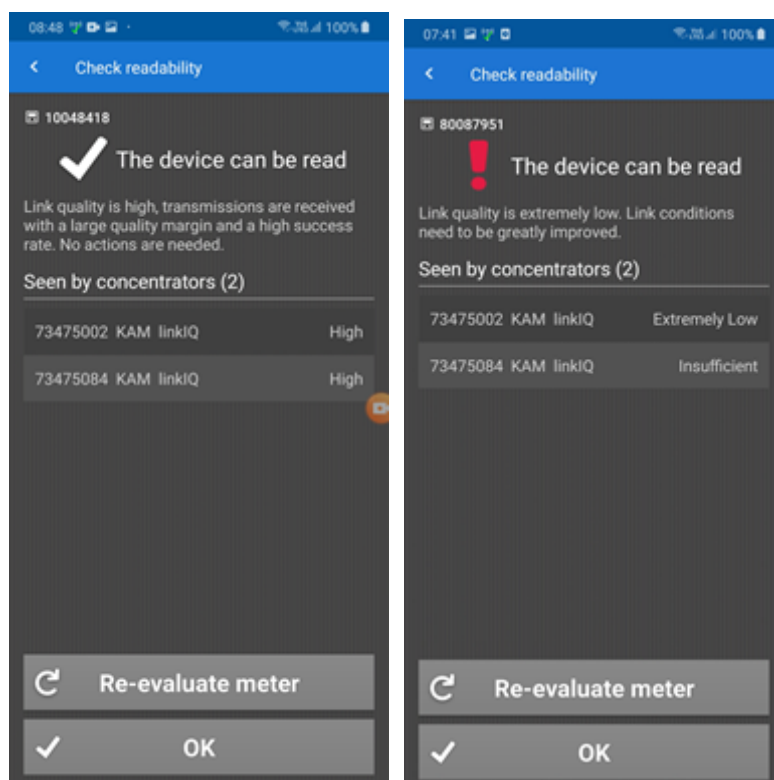 08:48 100%
Check readability
10048418
The device can be read
Link quality is high, transmissions are received
with a large quality margin and a high success
rate. No actions are needed.
Seen by concentrators (2)
73475002 KAM linkIQ High
73475084 KAM linkIQ High
Re-evaluate meter
OK
07:41 100%
Check readability
80087951
The device can be read
Link quality is extremely low. Link conditions
need to be greatly improved.
Seen by concentrators (2)
73475002 KAM linkIQ Extremely Low
73475084 KAM linkIQ Insufficient
Re-evaluate meter
OK